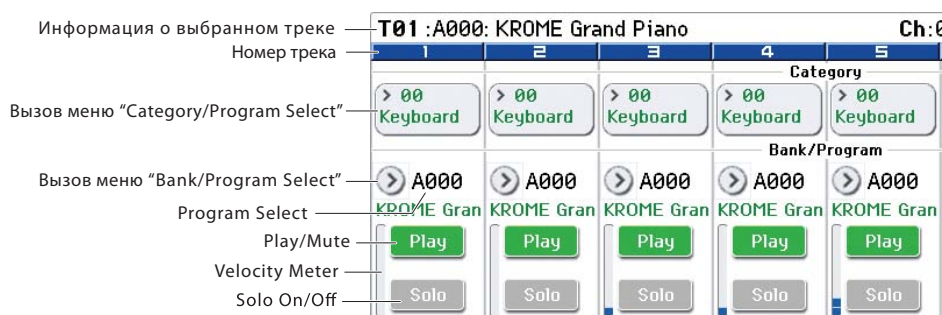 Информация о выбранном треке
T01 :A000: KROME Grand Piano Ch:0
Номер трека
1 2 3 4 5
Category
Вызов меню “Category/Program Select”
> 00 > 00 > 00 > 00 > 00
Keyboard Keyboard Keyboard Keyboard Keyboard
Bank/Program
Вызов меню “Bank/Program Select”
A000 A000 A000 A000 A000
Program Select
KROME Gran KROME Gran KROME Gran KROME Gran KROME Gran
Play/Mute
Play Play Play Play Play
Velocity Meter
Solo On/Off
Solo Solo Solo Solo Solo